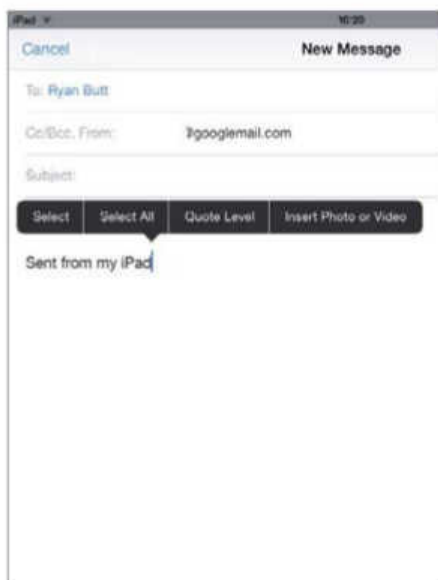 iPad 10:20
Cancel New Message
To: Ryan Butt
Cc/Bcc, From: @googlemail.com
Subject:
Select Select All Quote Level Insert Photo or Video
Sent from my iPad